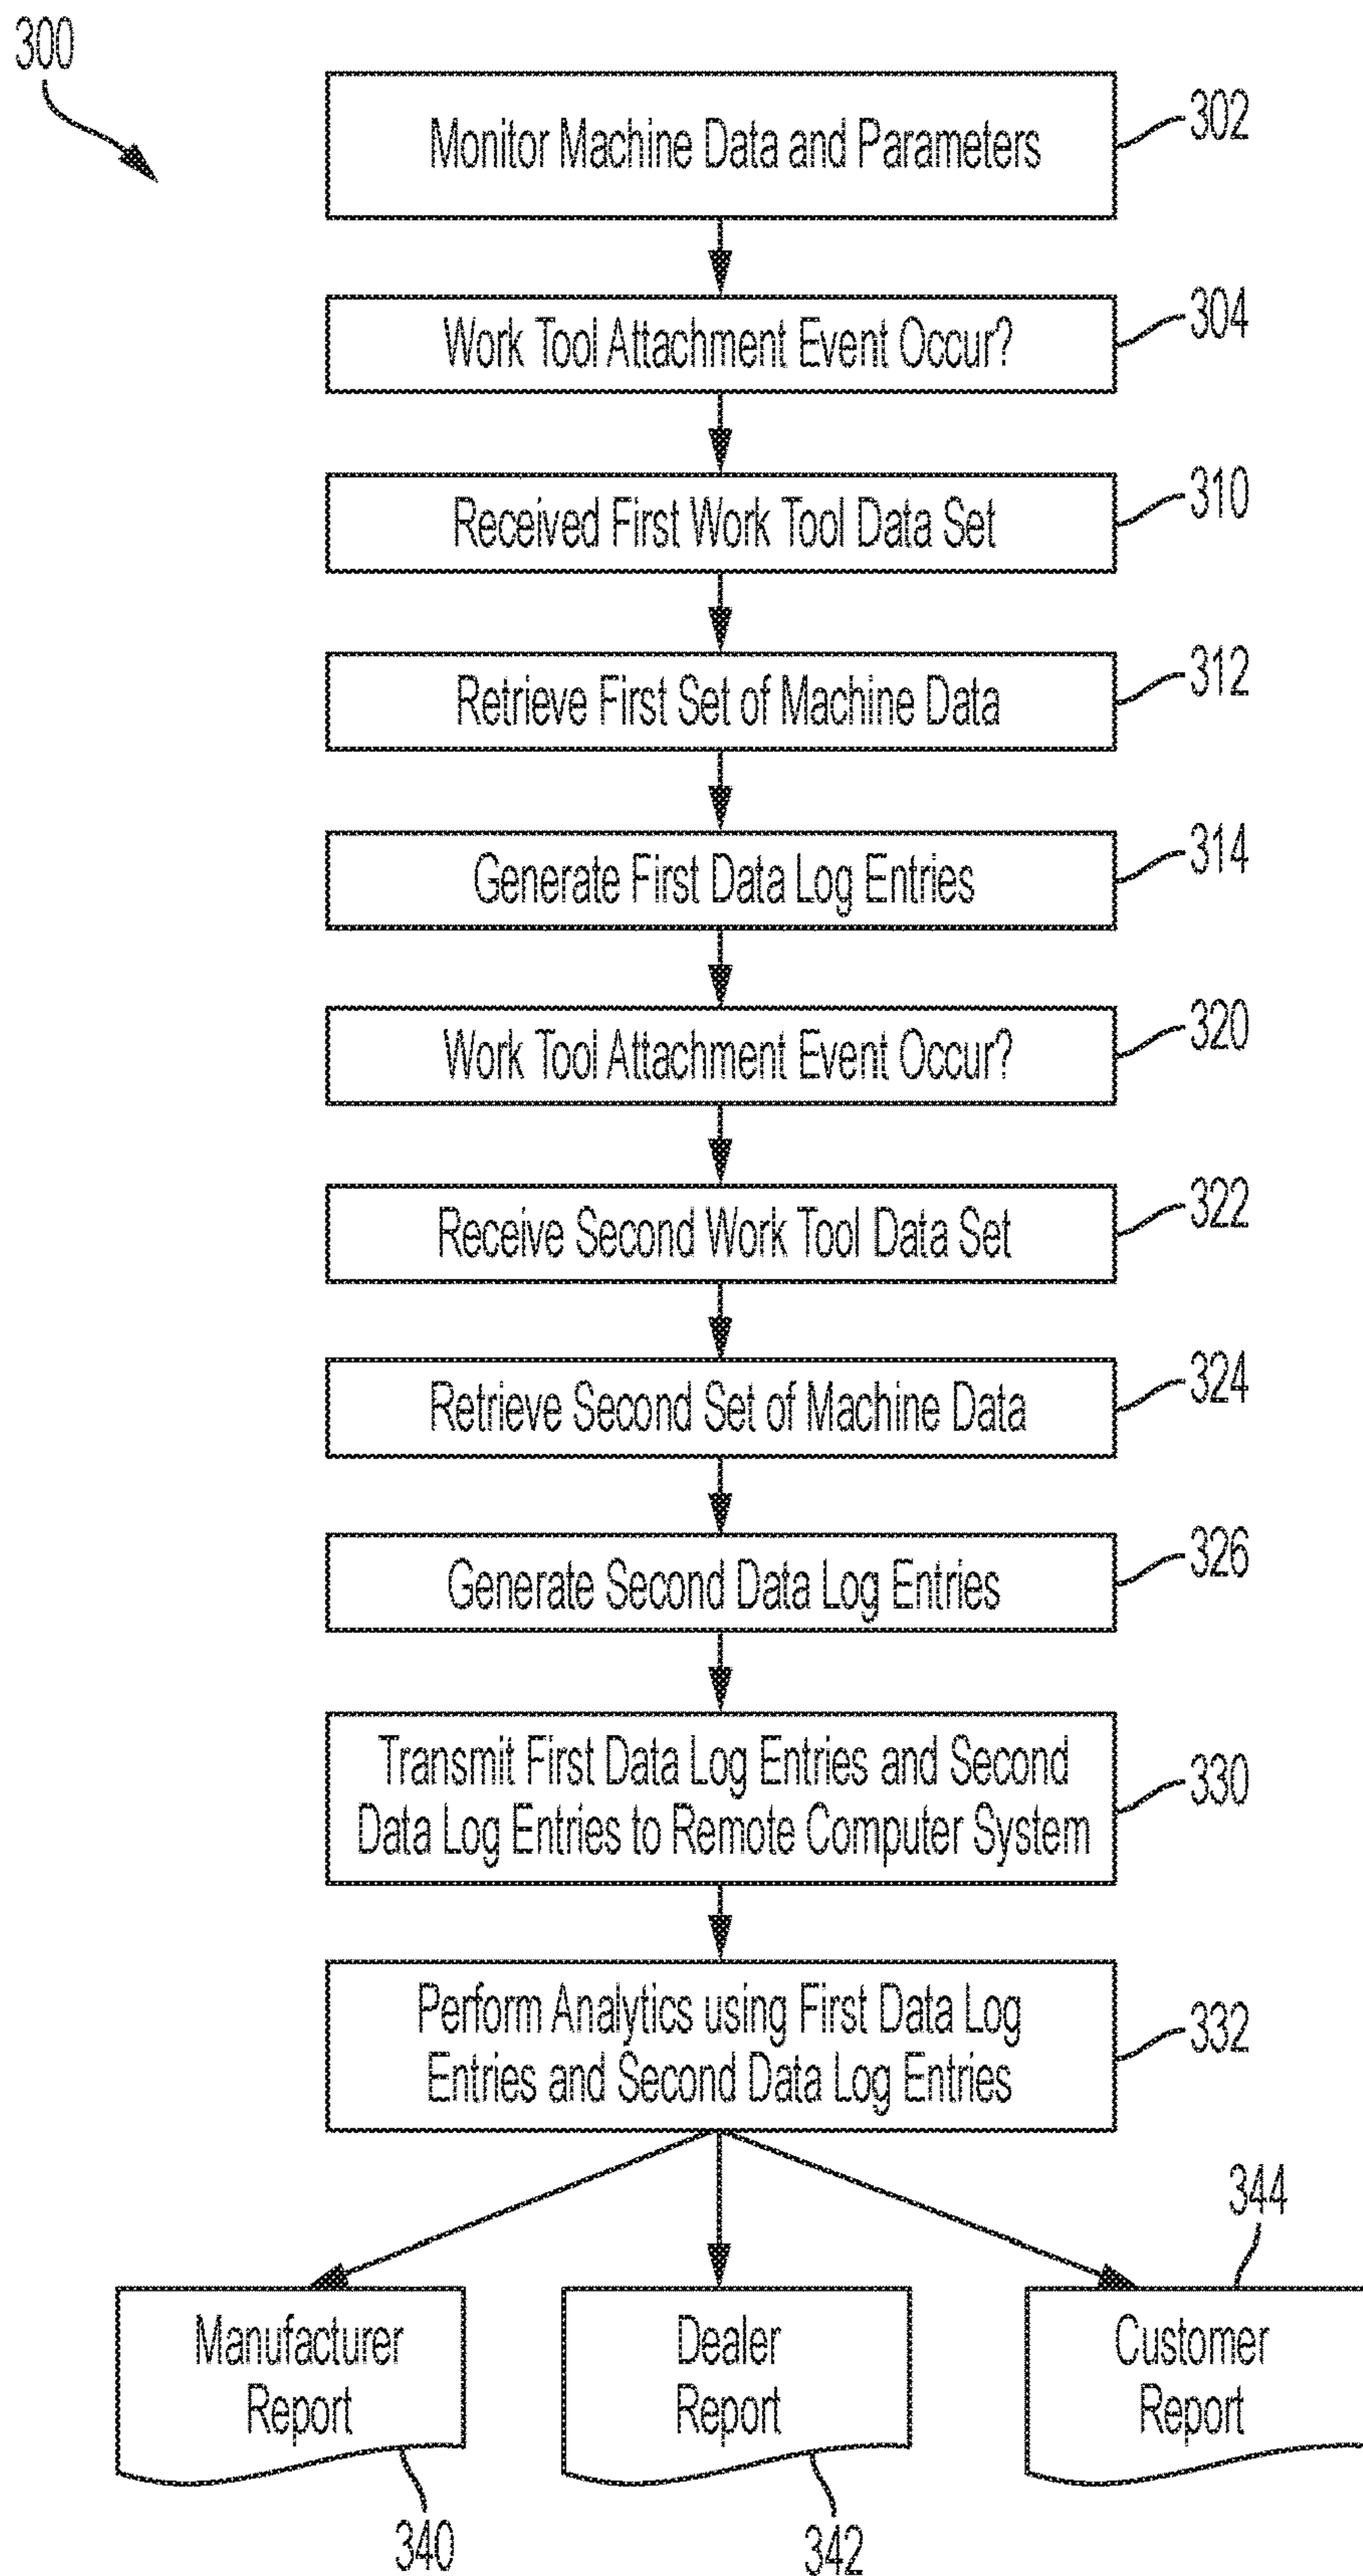 300
Monitor Machine Data and Parameters
302
Work Tool Attachment Event Occur?
304
Received First Work Tool Data Set
310
Retrieve First Set of Machine Data
312
Generate First Data Log Entries
314
Work Tool Attachment Event Occur?
320
Receive Second Work Tool Data Set
322
Retrieve Second Set of Machine Data
324
Generate Second Data Log Entries
326
Transmit First Data Log Entries and Second
Data Log Entries to Remote Computer System
330
Perform Analytics using First Data Log
Entries and Second Data Log Entries
332
Manufacturer
Report
340
Dealer
Report
342
344
Customer
Report